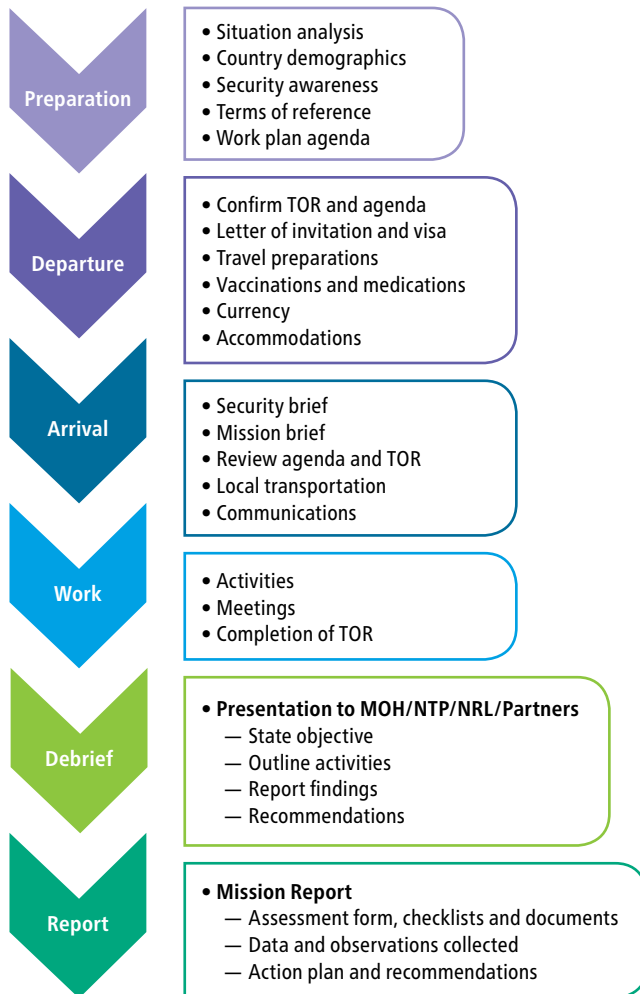 Preparation
• Situation analysis
• Country demographics
• Security awareness
• Terms of reference
• Work plan agenda
Departure
• Confirm TOR and agenda
• Letter of invitation and visa
• Travel preparations
• Vaccinations and medications
• Currency
• Accommodations
Arrival
• Security brief
• Mission brief
• Review agenda and TOR
• Local transportation
• Communications
Work
• Activities
• Meetings
• Completion of TOR
Debrief
• Presentation to MOH/NTP/NRL/Partners
— State objective
— Outline activities
— Report findings
— Recommendations
Report
• Mission Report
— Assessment form, checklists and documents
— Data and observations collected
— Action plan and recommendations